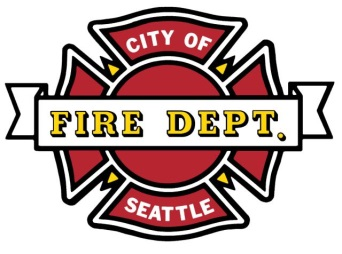 CITY OF
FIRE DEPT.
SEATTLE